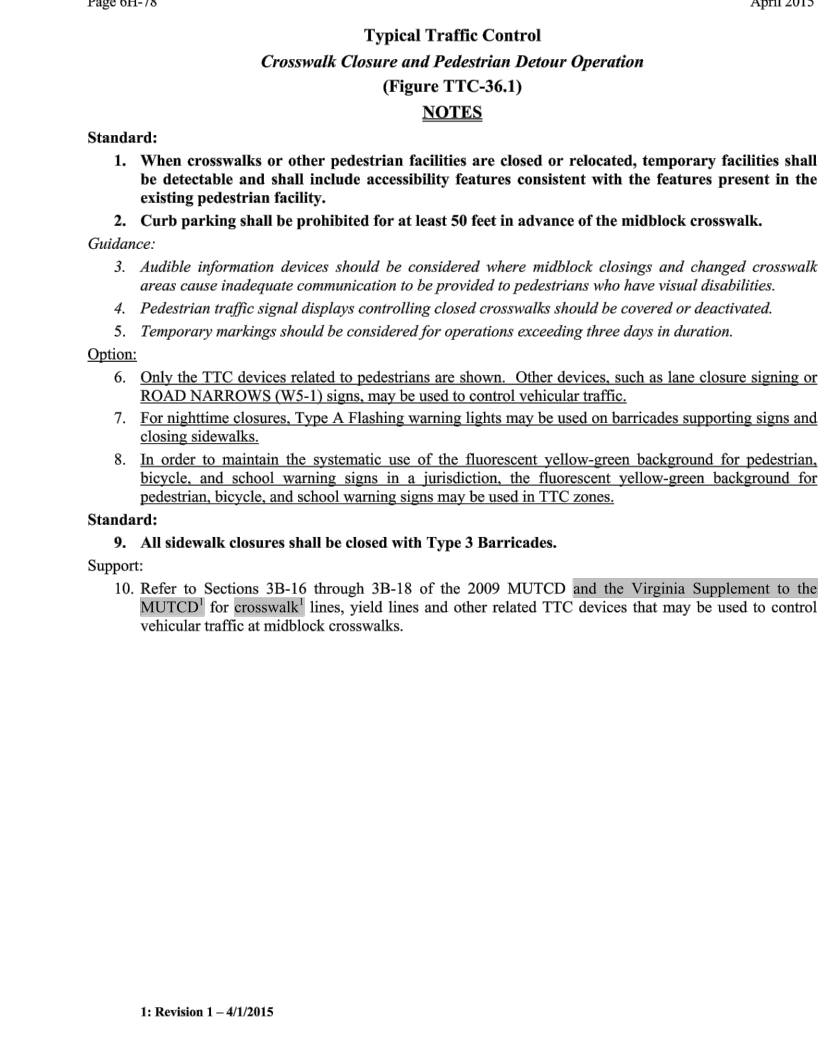 Page 6H-78 April 2015
Typical Traffic Control
Crosswalk Closure and Pedestrian Detour Operation
(Figure TTC-36.1)
NOTES
Standard:
1. When crosswalks or other pedestrian facilities are closed or relocated, temporary facilities shall
be detectable and shall include accessibility features consistent with the features present in the
existing pedestrian facility.
2. Curb parking shall be prohibited for at least 50 feet in advance of the midblock crosswalk.
Guidance:
3. Audible information devices should be considered where midblock closings and changed crosswalk
areas cause inadequate communication to be provided to pedestrians who have visual disabilities.
4. Pedestrian traffic signal displays controlling closed crosswalks should be covered or deactivated.
5. Temporary markings should be considered for operations exceeding three days in duration.
Option:
6. Only the TTC devices related to pedestrians are shown. Other devices, such as lane closure signing or
ROAD NARROWS (W5-1) signs, may be used to control vehicular traffic.
7. For nighttime closures, Type A Flashing warning lights may be used on barricades supporting signs and
closing sidewalks.
8. In order to maintain the systematic use of the fluorescent yellow-green background for pedestrian,
bicycle, and school warning signs in a jurisdiction, the fluorescent yellow-green background for
pedestrian, bicycle, and school warning signs may be used in TTC zones.
Standard:
9. All sidewalk closures shall be closed with Type 3 Barricades.
Support:
10. Refer to Sections 3B-16 through 3B-18 of the 2009 MUTCD and the Virginia Supplement to the
MUTCD¹ for crosswalk¹ lines, yield lines and other related TTC devices that may be used to control
vehicular traffic at midblock crosswalks.
1: Revision 1 – 4/1/2015